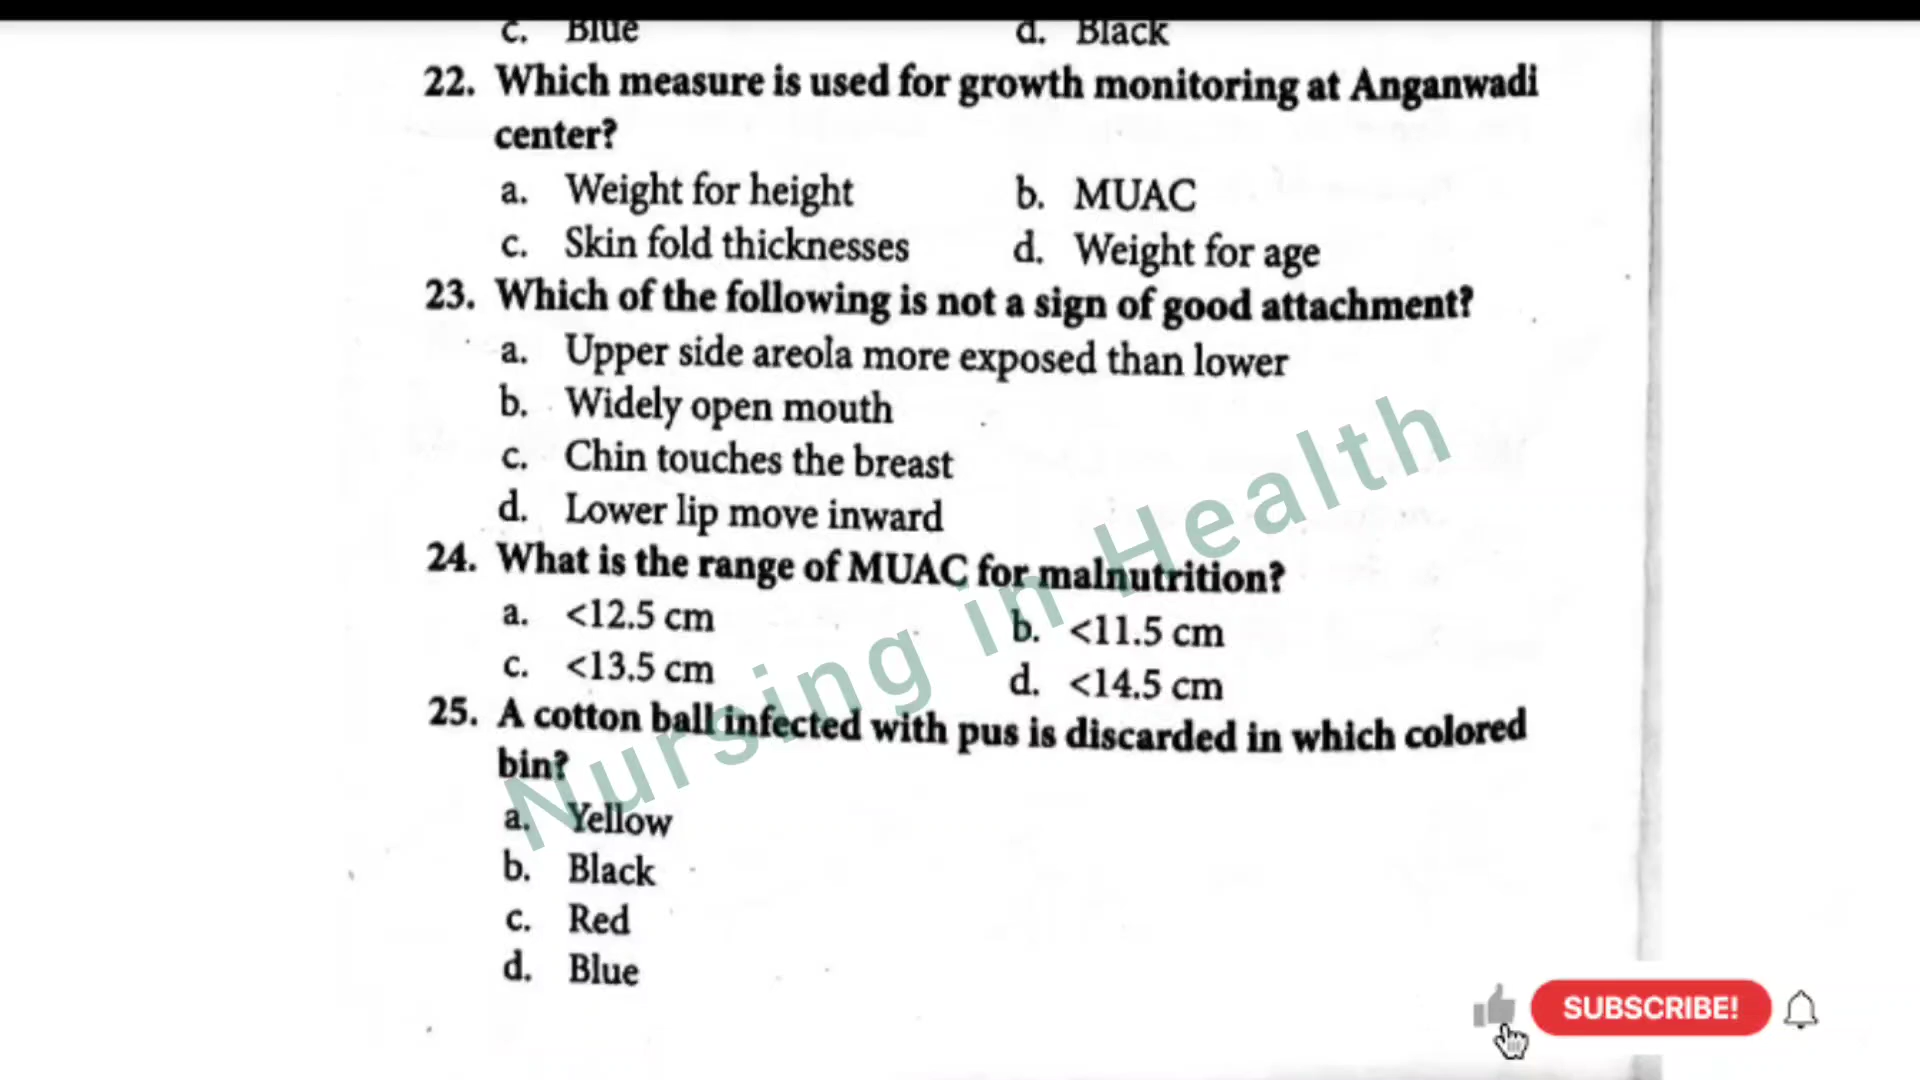 c. Blue d. Black
22. Which measure is used for growth monitoring at Anganwadi
center?
a. Weight for height b. MUAC
c. Skin fold thicknesses d. Weight for age
23. Which of the following is not a sign of good attachment?
a. Upper side areola more exposed than lower
b. Widely open mouth
c. Chin touches the breast
d. Lower lip move inward
24. What is the range of MUAC for malnutrition?
a. <12.5 cm b. <11.5 cm
c. <13.5 cm d. <14.5 cm
25. A cotton ball infected with pus is discarded in which colored
bin?
a. Yellow
b. Black
c. Red
d. Blue
Nursing in Health
SUBSCRIBE!